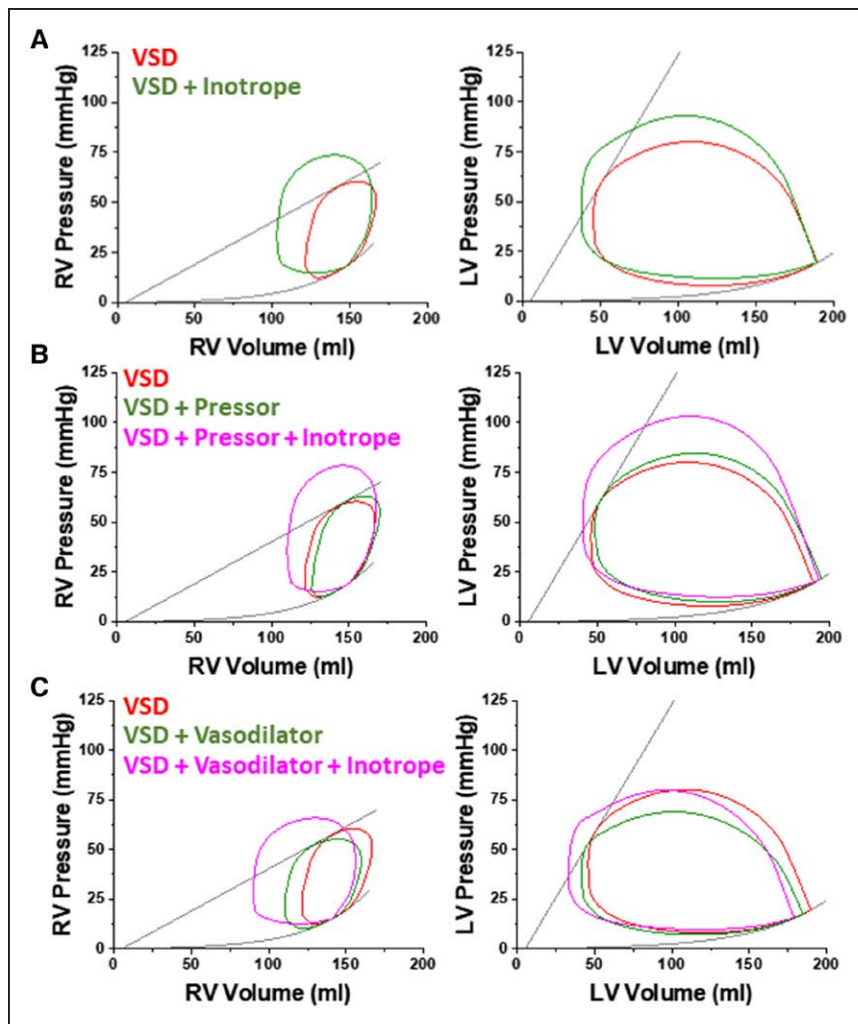 A
VSD
VSD + Inotrope
RV Pressure (mmHg)
125
100
75
50
25
0
0 50 100 150 200
RV Volume (ml)
LV Pressure (mmHg)
125
100
75
50
25
0
0 50 100 150 200
LV Volume (ml)
B
VSD
VSD + Pressor
VSD + Pressor + Inotrope
RV Pressure (mmHg)
125
100
75
50
25
0
0 50 100 150 200
RV Volume (ml)
LV Pressure (mmHg)
125
100
75
50
25
0
0 50 100 150 200
LV Volume (ml)
C
VSD
VSD + Vasodilator
VSD + Vasodilator + Inotrope
RV Pressure (mmHg)
125
100
75
50
25
0
0 50 100 150 200
RV Volume (ml)
LV Pressure (mmHg)
125
100
75
50
25
0
0 50 100 150 200
LV Volume (ml)